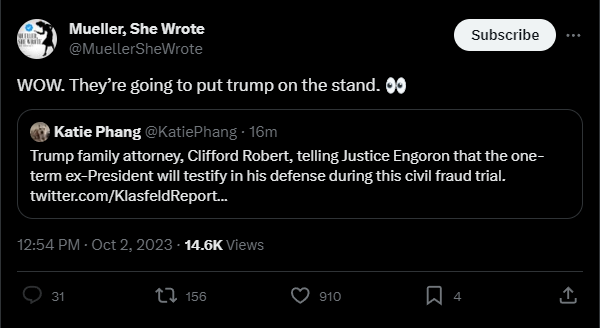 Mueller, She Wrote
@MuellerSheWrote
Subscribe
WOW. They're going to put trump on the stand. 👀
Katie Phang @KatiePhang · 16m
Trump family attorney, Clifford Robert, telling Justice Engoron that the one-
term ex-President will testify in his defense during this civil fraud trial.
twitter.com/KlasfeldReport…
12:54 PM · Oct 2, 2023 · 14.6K Views
31
156
910
4